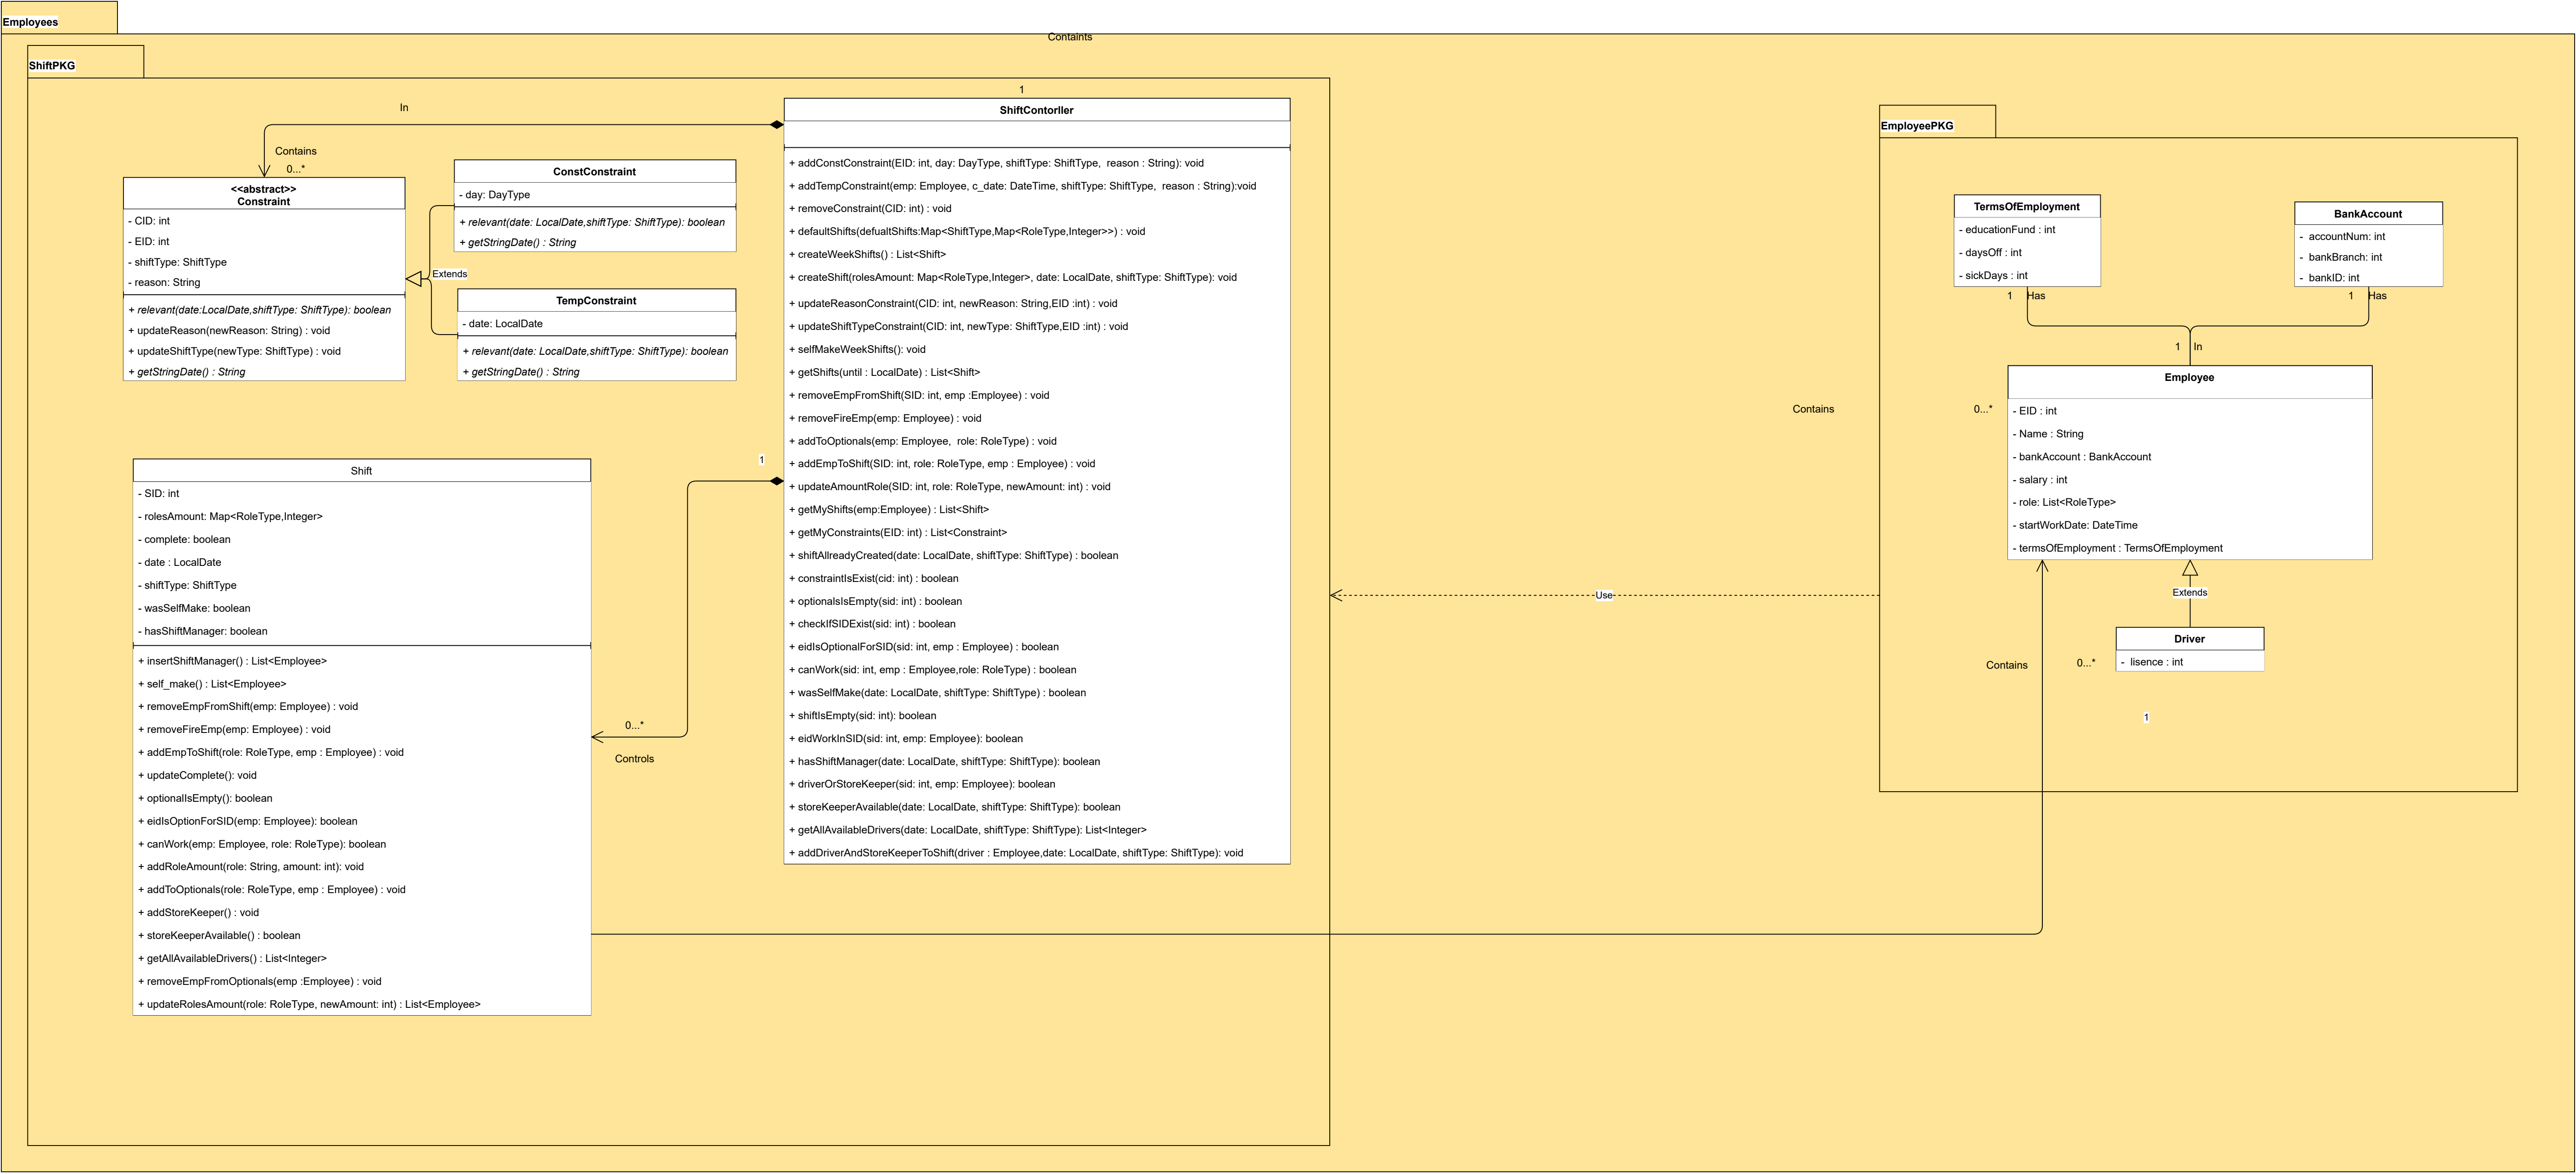 Employees
Containts
ShiftPKG
1
In
ShiftContorller
+ addConstConstraint(EID: int, day: DayType, shiftType: ShiftType,  reason : String): void
+ addTempConstraint(emp: Employee, c_date: DateTime, shiftType: ShiftType,  reason : String):void
+ removeConstraint(CID: int) : void
+ defaultShifts(defualtShifts:Map<ShiftType,Map<RoleType,Integer>>) : void
+ createWeekShifts() : List<Shift>
+ createShift(rolesAmount: Map<RoleType,Integer>, date: LocalDate, shiftType: ShiftType): void
+ updateReasonConstraint(CID: int, newReason: String,EID :int) : void
+ updateShiftTypeConstraint(CID: int, newType: ShiftType,EID :int) : void
+ selfMakeWeekShifts(): void
+ getShifts(until : LocalDate) : List<Shift>
+ removeEmpFromShift(SID: int, emp :Employee) : void
+ removeFireEmp(emp: Employee) : void
+ addToOptionals(emp: Employee,  role: RoleType) : void
+ addEmpToShift(SID: int, role: RoleType, emp : Employee) : void
+ updateAmountRole(SID: int, role: RoleType, newAmount: int) : void
+ getMyShifts(emp:Employee) : List<Shift>
+ getMyConstraints(EID: int) : List<Constraint>
+ shiftAllreadyCreated(date: LocalDate, shiftType: ShiftType) : boolean
+ constraintIsExist(cid: int) : boolean
+ optionalsIsEmpty(sid: int) : boolean
+ checkIfSIDExist(sid: int) : boolean
+ eidIsOptionalForSID(sid: int, emp : Employee) : boolean
+ canWork(sid: int, emp : Employee,role: RoleType) : boolean
+ wasSelfMake(date: LocalDate, shiftType: ShiftType) : boolean
+ shiftIsEmpty(sid: int): boolean
+ eidWorkInSID(sid: int, emp: Employee): boolean
+ hasShiftManager(date: LocalDate, shiftType: ShiftType): boolean
+ driverOrStoreKeeper(sid: int, emp: Employee): boolean
+ storeKeeperAvailable(date: LocalDate, shiftType: ShiftType): boolean
+ getAllAvailableDrivers(date: LocalDate, shiftType: ShiftType): List<Integer>
+ addDriverAndStoreKeeperToShift(driver : Employee,date: LocalDate, shiftType: ShiftType): void
Contains
0...*
<<abstract>>
Constraint
- CID: int
- EID: int
- shiftType: ShiftType
- reason: String
+ relevant(date:LocalDate,shiftType: ShiftType): boolean
+ updateReason(newReason: String) : void
+ updateShiftType(newType: ShiftType) : void
+ getStringDate() : String
ConstConstraint
- day: DayType
+ relevant(date: LocalDate,shiftType: ShiftType): boolean
+ getStringDate() : String
Extends
TempConstraint
- date: LocalDate
+ relevant(date: LocalDate,shiftType: ShiftType): boolean
+ getStringDate() : String
1
0...*
Controls
Shift
- SID: int
- rolesAmount: Map<RoleType,Integer>
- complete: boolean
- date : LocalDate
- shiftType: ShiftType
- wasSelfMake: boolean
- hasShiftManager: boolean
+ insertShiftManager() : List<Employee>
+ self_make() : List<Employee>
+ removeEmpFromShift(emp: Employee) : void
+ removeFireEmp(emp: Employee) : void
+ addEmpToShift(role: RoleType, emp : Employee) : void
+ updateComplete(): void
+ optionalIsEmpty(): boolean
+ eidIsOptionForSID(emp: Employee): boolean
+ canWork(emp: Employee, role: RoleType): boolean
+ addRoleAmount(role: String, amount: int): void
+ addToOptionals(role: RoleType, emp : Employee) : void
+ addStoreKeeper() : void
+ storeKeeperAvailable() : boolean
+ getAllAvailableDrivers() : List<Integer>
+ removeEmpFromOptionals(emp :Employee) : void
+ updateRolesAmount(role: RoleType, newAmount: int) : List<Employee>
Use
EmployeePKG
TermsOfEmployment
- educationFund : int
- daysOff : int
- sickDays : int
1 Has
BankAccount
-  accountNum: int
-  bankBranch: int
-  bankID: int
1 Has
1 In
Contains
0...*
Employee
- EID : int
- Name : String
- bankAccount : BankAccount
- salary : int
- role: List<RoleType>
- startWorkDate: DateTime
- termsOfEmployment : TermsOfEmployment
Extends
Driver
-  lisence : int
Contains
0...*
1